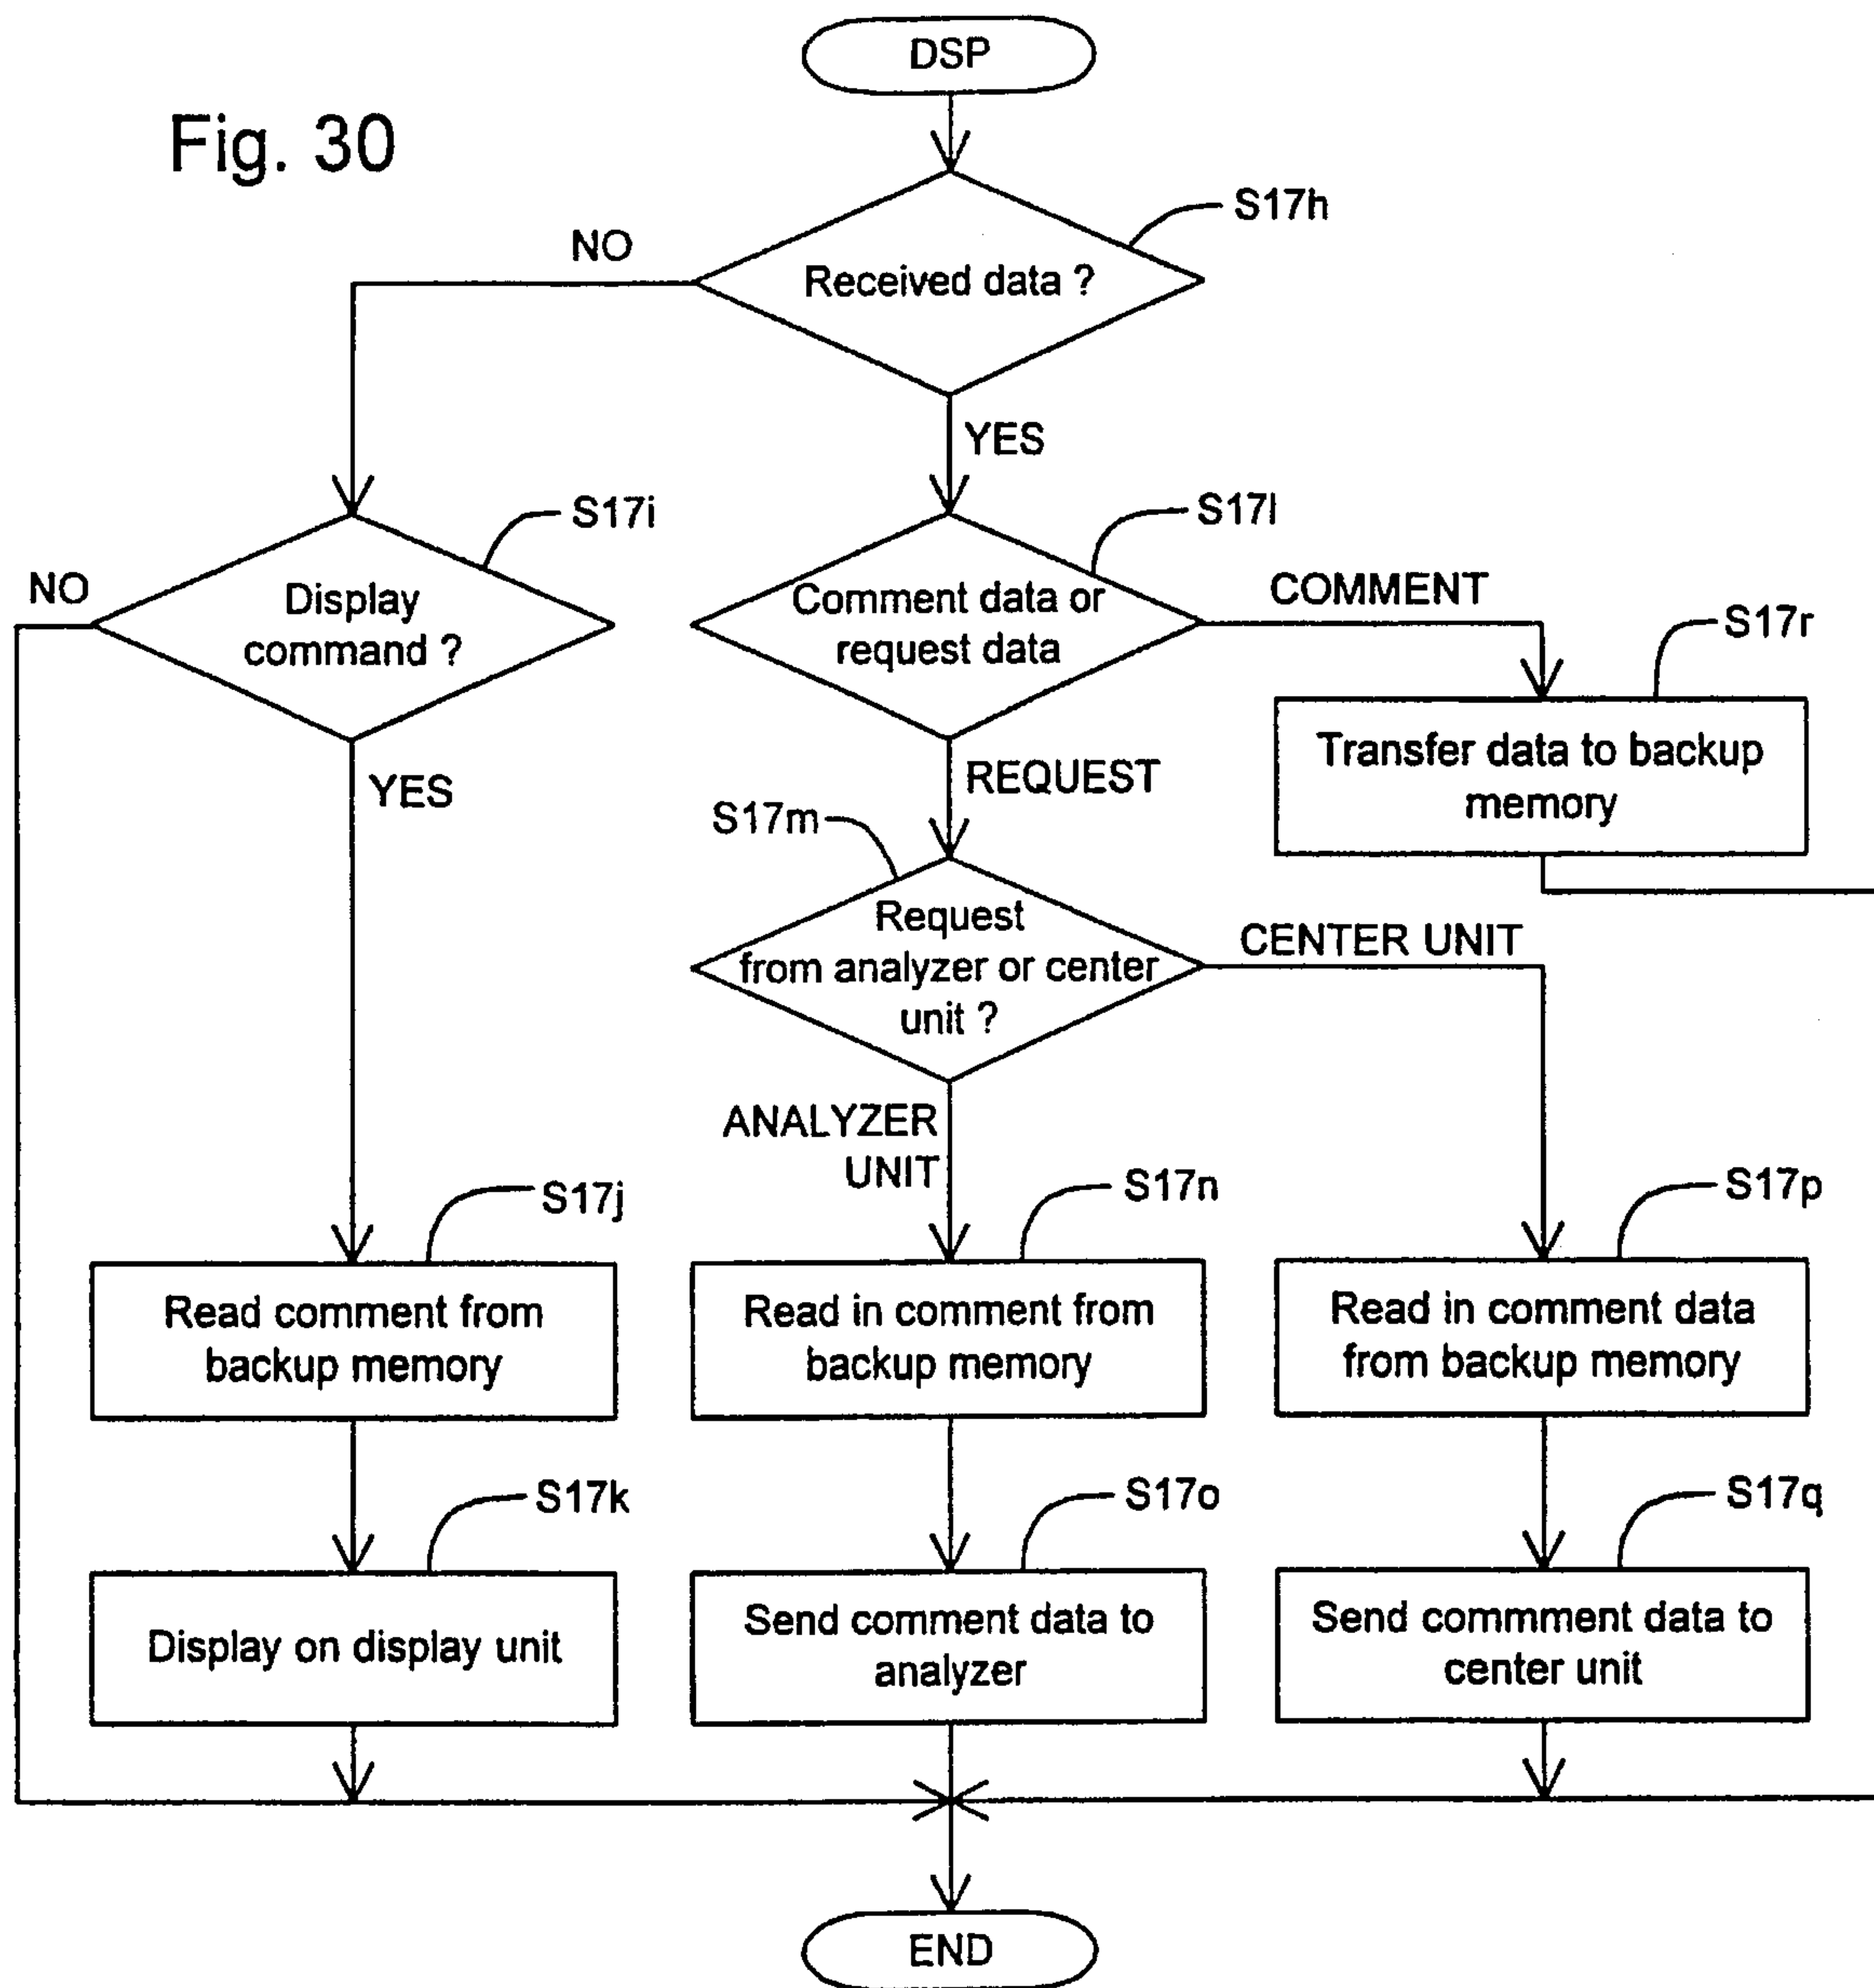 DSP
Fig. 30
S17h
NO
Received data ?
YES
S17i
S17l
NO
Display
command ?
Comment data or
request data
COMMENT
S17r
Transfer data to backup
memory
YES
REQUEST
S17m
Request
from analyzer or center
unit ?
CENTER UNIT
ANALYZER
UNIT
S17j
S17n
S17p
Read comment from
backup memory
Read in comment from
backup memory
Read in comment data
from backup memory
S17k
S17o
S17q
Display on display unit
Send comment data to
analyzer
Send commment data to
center unit
END